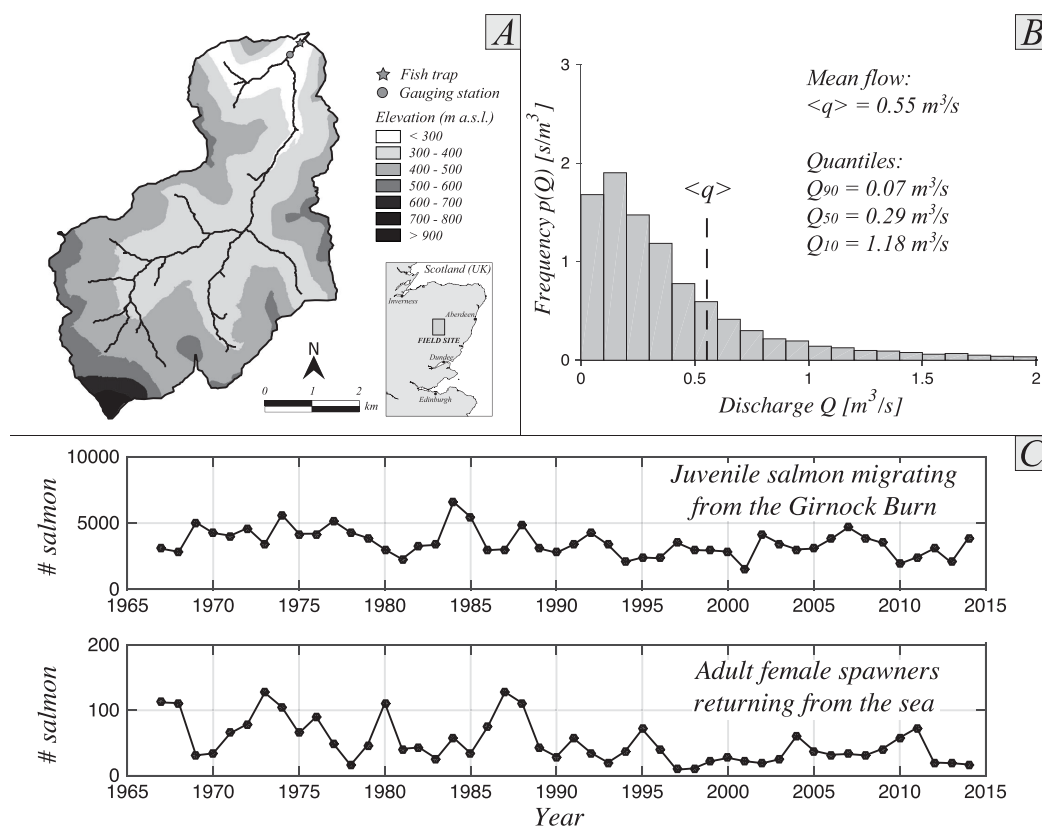 A
Fish trap
Gauging station
Elevation (m a.s.l.)
< 300
300 - 400
400 - 500
500 - 600
600 - 700
700 - 800
> 900
Scotland (UK)
Inverness
Aberdeen
FIELD SITE
Dundee
Edinburgh
N
0 1 2
km
B
Mean flow:
<q> = 0.55 m³/s
Quantiles:
Q90 = 0.07 m³/s
Q50 = 0.29 m³/s
Q10 = 1.18 m³/s
<q>
Frequency p(Q) [s/m³]
3
2
1
0
0 0.5 1 1.5 2
Discharge Q [m³/s]
C
Juvenile salmon migrating
from the Girnock Burn
# salmon
10000
5000
0
1965 1970 1975 1980 1985 1990 1995 2000 2005 2010 2015
Adult female spawners
returning from the sea
# salmon
200
100
0
1965 1970 1975 1980 1985 1990 1995 2000 2005 2010 2015
Year